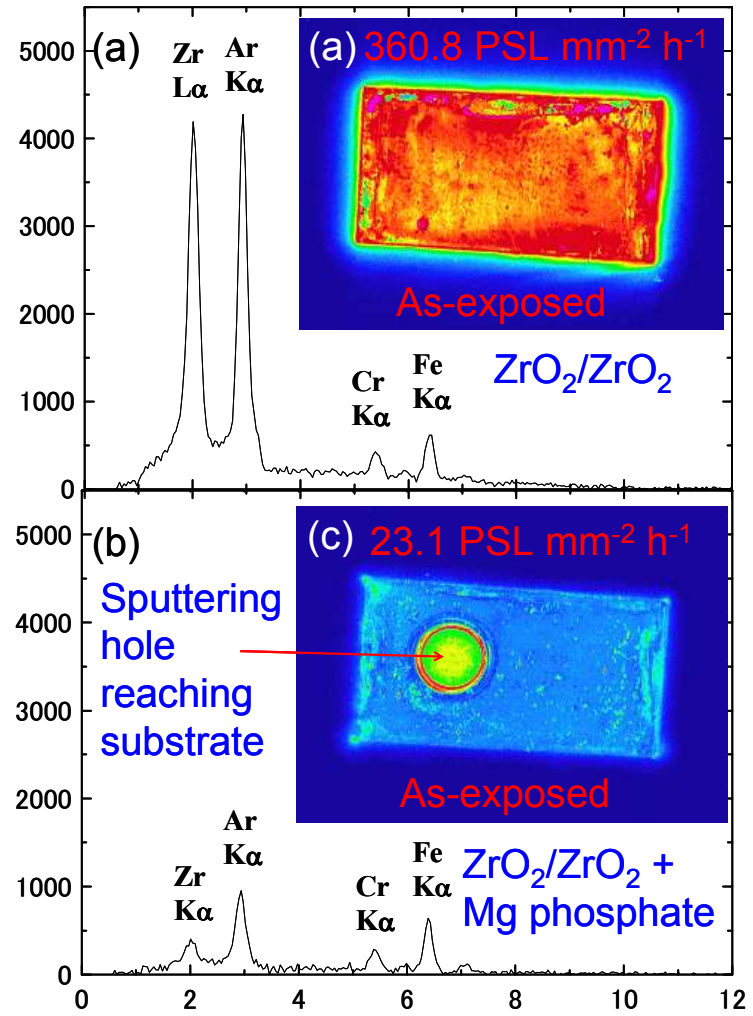 (a)
Zr
Lα
Ar
Kα
(a) 360.8 PSL mm⁻² h⁻¹
As-exposed
Cr
Kα
Fe
Kα
ZrO₂/ZrO₂
5000
4000
3000
2000
1000
0
(b)
(c) 23.1 PSL mm⁻² h⁻¹
Sputtering
hole
reaching
substrate
As-exposed
Zr
Kα
Ar
Kα
Cr
Kα
Fe
Kα
ZrO₂/ZrO₂ +
Mg phosphate
5000
4000
3000
2000
1000
0
0 2 4 6 8 10 12